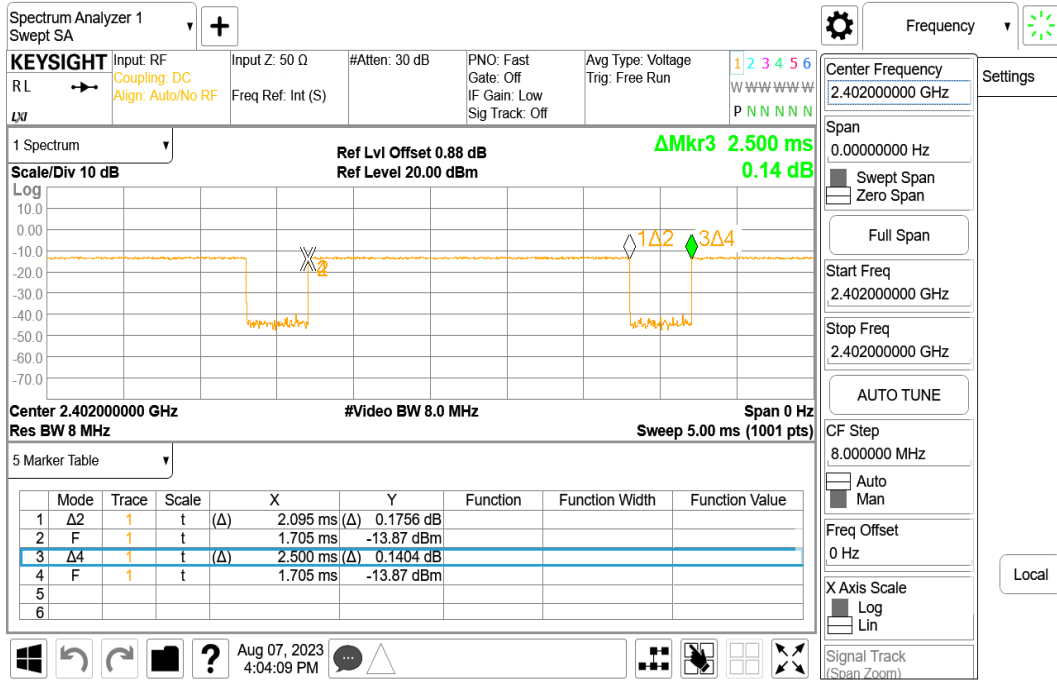 Spectrum Analyzer 1
Swept SA
+
Frequency
KEYSIGHT
R L
LXI
Input: RF
Coupling: DC
Align: Auto/No RF
Input Z: 50 Ω
Freq Ref: Int (S)
#Atten: 30 dB
PNO: Fast
Gate: Off
IF Gain: Low
Sig Track: Off
Avg Type: Voltage
Trig: Free Run
1 2 3 4 5 6
W W W W W W
P N N N N N
1 Spectrum
Scale/Div 10 dB
Ref Lvl Offset 0.88 dB
Ref Level 20.00 dBm
ΔMkr3 2.500 ms
0.14 dB
Log
10.0
0.00
-10.0
-20.0
-30.0
-40.0
-50.0
-60.0
-70.0
1Δ2
3Δ4
Center 2.402000000 GHz
Res BW 8 MHz
#Video BW 8.0 MHz
Span 0 Hz
Sweep 5.00 ms (1001 pts)
5 Marker Table
Mode Trace Scale X Y Function Function Width Function Value
1 Δ2 1 t (Δ) 2.095 ms (Δ) 0.1756 dB
2 F 1 t 1.705 ms -13.87 dBm
3 Δ4 1 t (Δ) 2.500 ms (Δ) 0.1404 dB
4 F 1 t 1.705 ms -13.87 dBm
5
6
?
Aug 07, 2023
4:04:09 PM
Center Frequency
2.402000000 GHz
Settings
Span
0.00000000 Hz
Swept Span
Zero Span
Full Span
Start Freq
2.402000000 GHz
Stop Freq
2.402000000 GHz
AUTO TUNE
CF Step
8.000000 MHz
Auto
Man
Freq Offset
0 Hz
Local
X Axis Scale
Log
Lin
Signal Track
(Span Zoom)